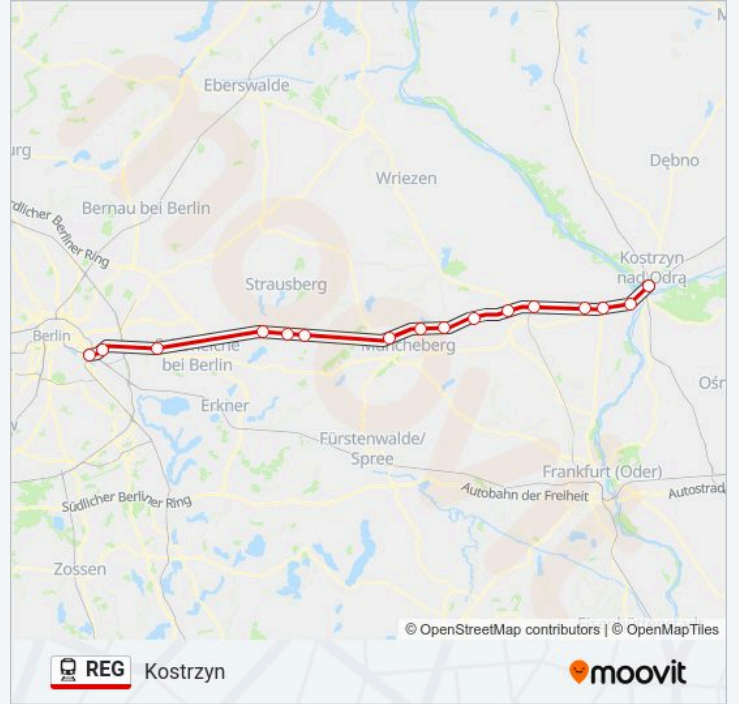 Eberswalde
urg
Dębno
Wriezen
Bernau bei Berlin
rdlicher Berliner Ring
Kostrzyn
nad Odrą
Strausberg
Berlin
Müncheberg
bei Berlin
Ośn
Erkner
Fürstenwalde/
Spree
Frankfurt (Oder)
Autobahn der Freiheit
Autostrad
Südlicher Berliner Ring
Zossen
© OpenStreetMap contributors | © OpenMapTiles
REG Kostrzyn
moovit